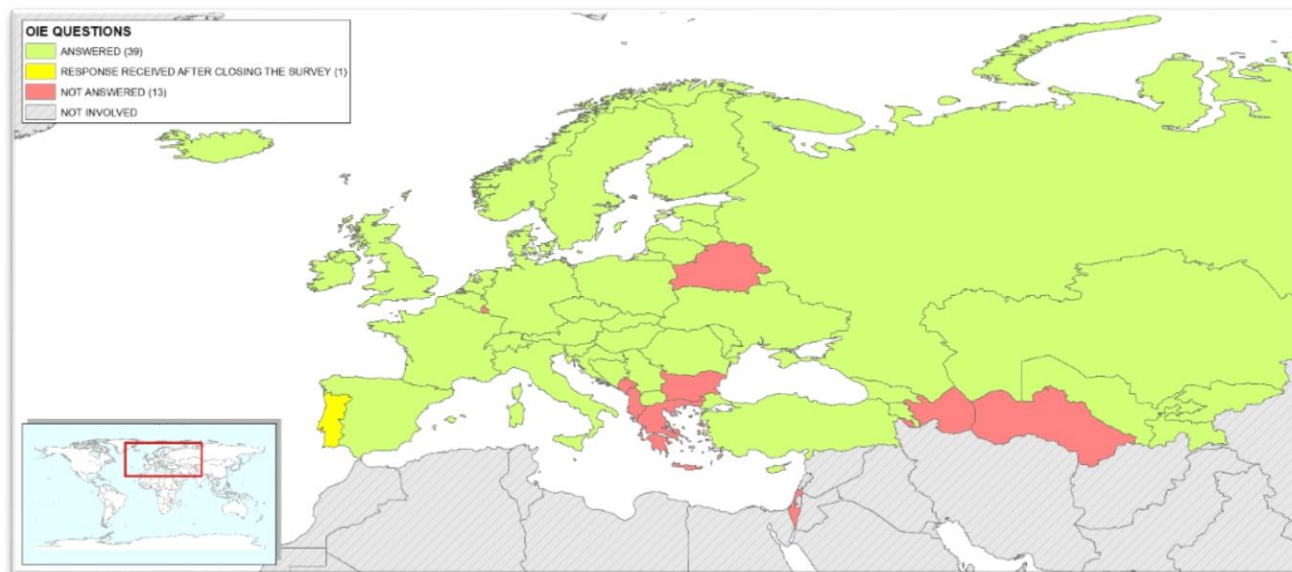 OIE QUESTIONS
ANSWERED (39)
RESPONSE RECEIVED AFTER CLOSING THE SURVEY (1)
NOT ANSWERED (13)
NOT INVOLVED